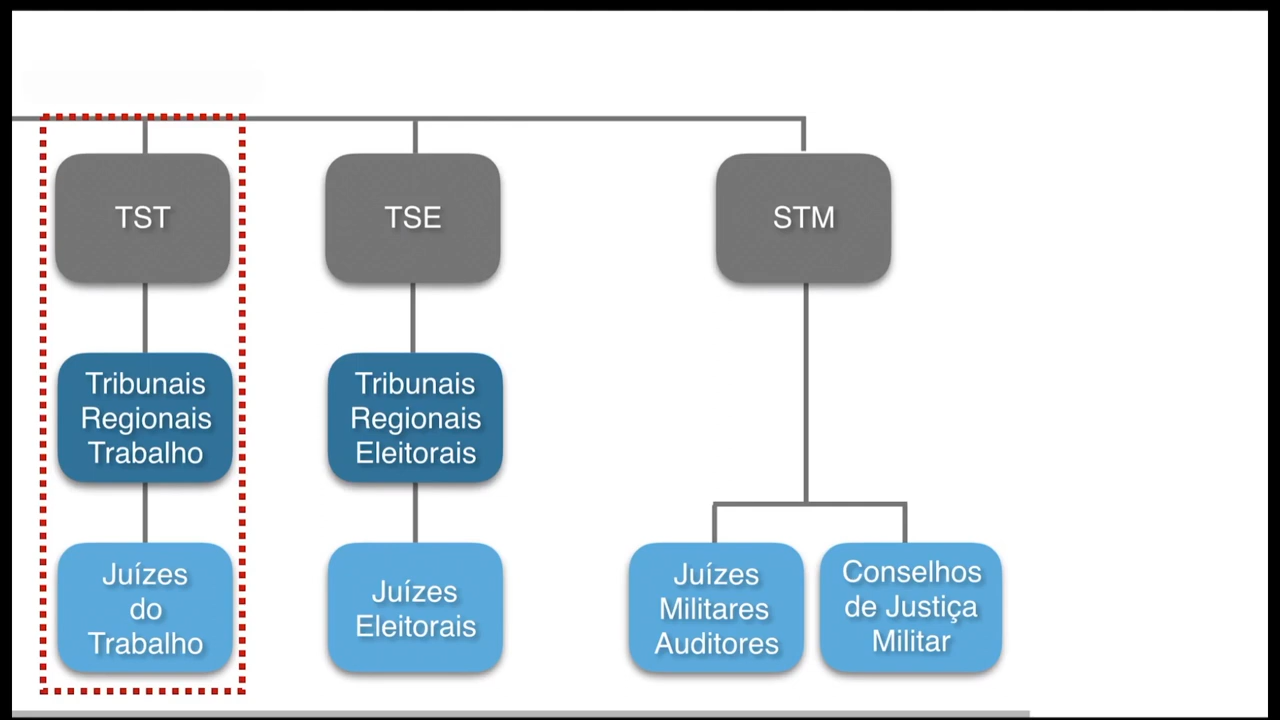 TST
TSE
STM
Tribunais
Regionais
Trabalho
Tribunais
Regionais
Eleitorais
Juízes
do
Trabalho
Juízes
Eleitorais
Juízes
Militares
Auditores
Conselhos
de Justiça
Militar